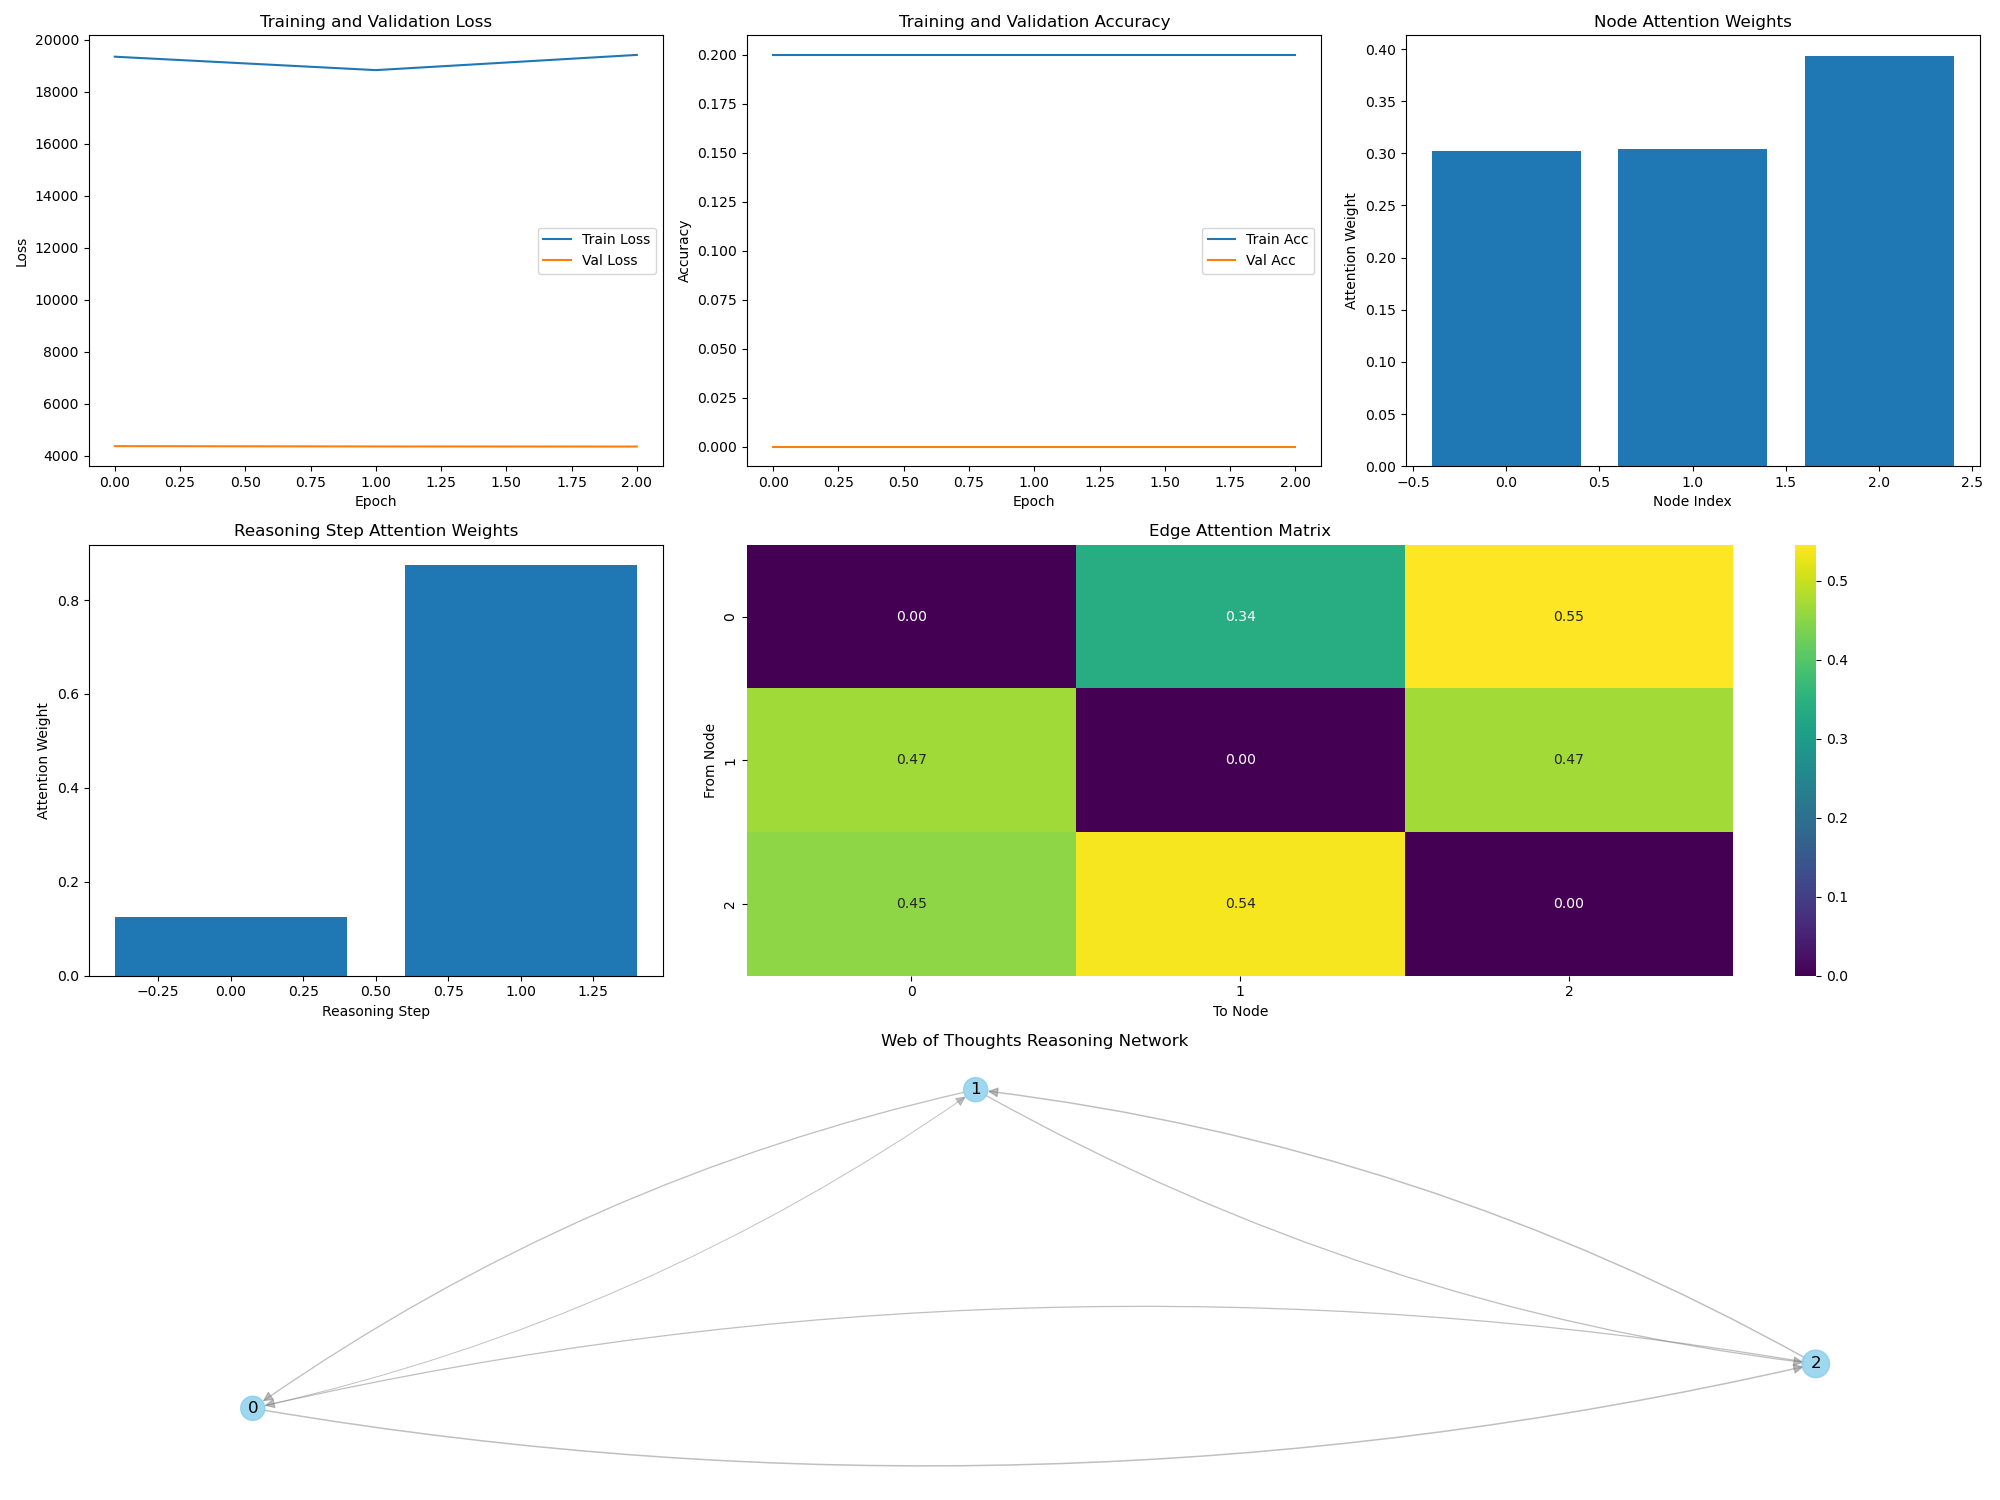 Training and Validation Loss
20000
18000
16000
14000
12000
10000
8000
6000
4000
Loss
Train Loss
Val Loss
0.00 0.25 0.50 0.75 1.00 1.25 1.50 1.75 2.00
Epoch
Training and Validation Accuracy
0.200
0.175
0.150
0.125
0.100
0.075
0.050
0.025
0.000
Accuracy
Train Acc
Val Acc
0.00 0.25 0.50 0.75 1.00 1.25 1.50 1.75 2.00
Epoch
Node Attention Weights
0.40
0.35
0.30
0.25
0.20
0.15
0.10
0.05
0.00
Attention Weight
−0.5 0.0 0.5 1.0 1.5 2.0 2.5
Node Index
Reasoning Step Attention Weights
0.8
0.6
0.4
0.2
0.0
Attention Weight
−0.25 0.00 0.25 0.50 0.75 1.00 1.25
Reasoning Step
Edge Attention Matrix
From Node
0 0.00 0.34 0.55
1 0.47 0.00 0.47
2 0.45 0.54 0.00
0 1 2
To Node
0.5
0.4
0.3
0.2
0.1
0.0
Web of Thoughts Reasoning Network
1
2
0